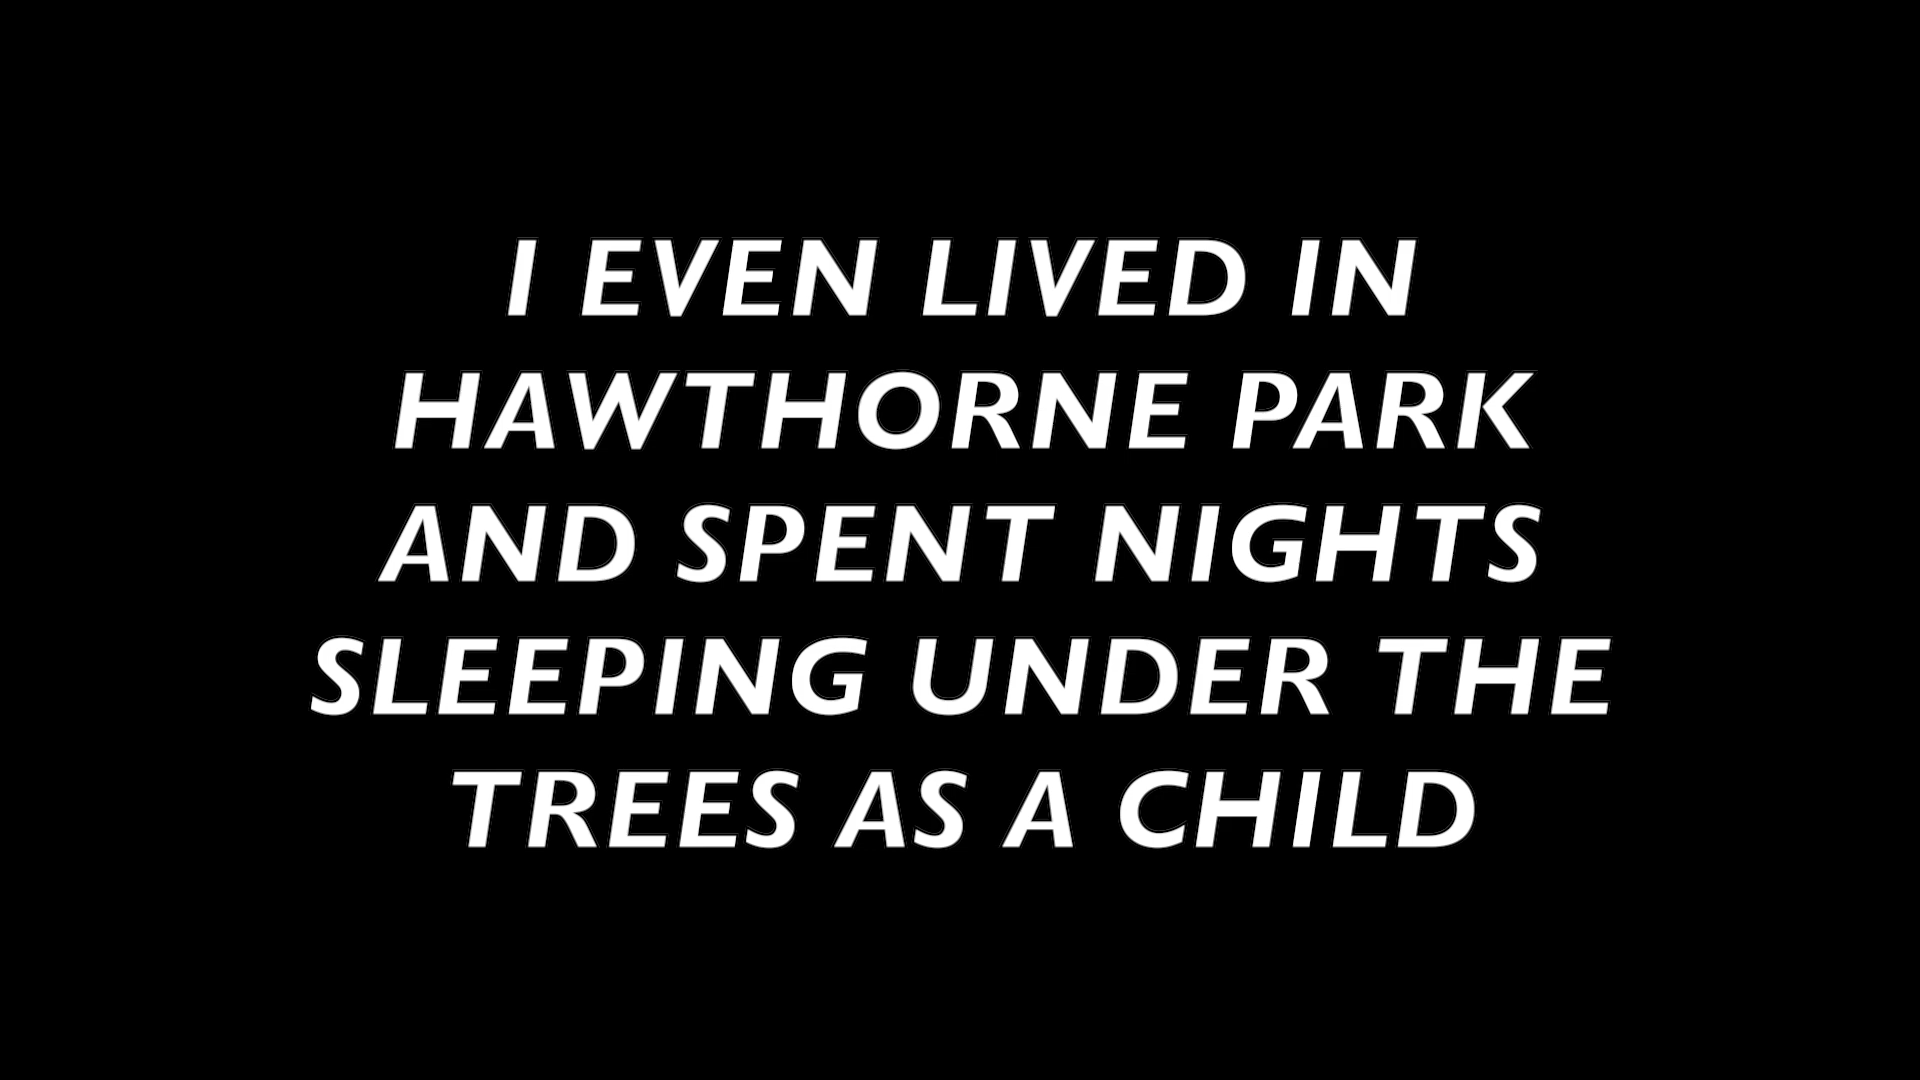 I EVEN LIVED IN
HAWTHORNE PARK
AND SPENT NIGHTS
SLEEPING UNDER THE
TREES AS A CHILD